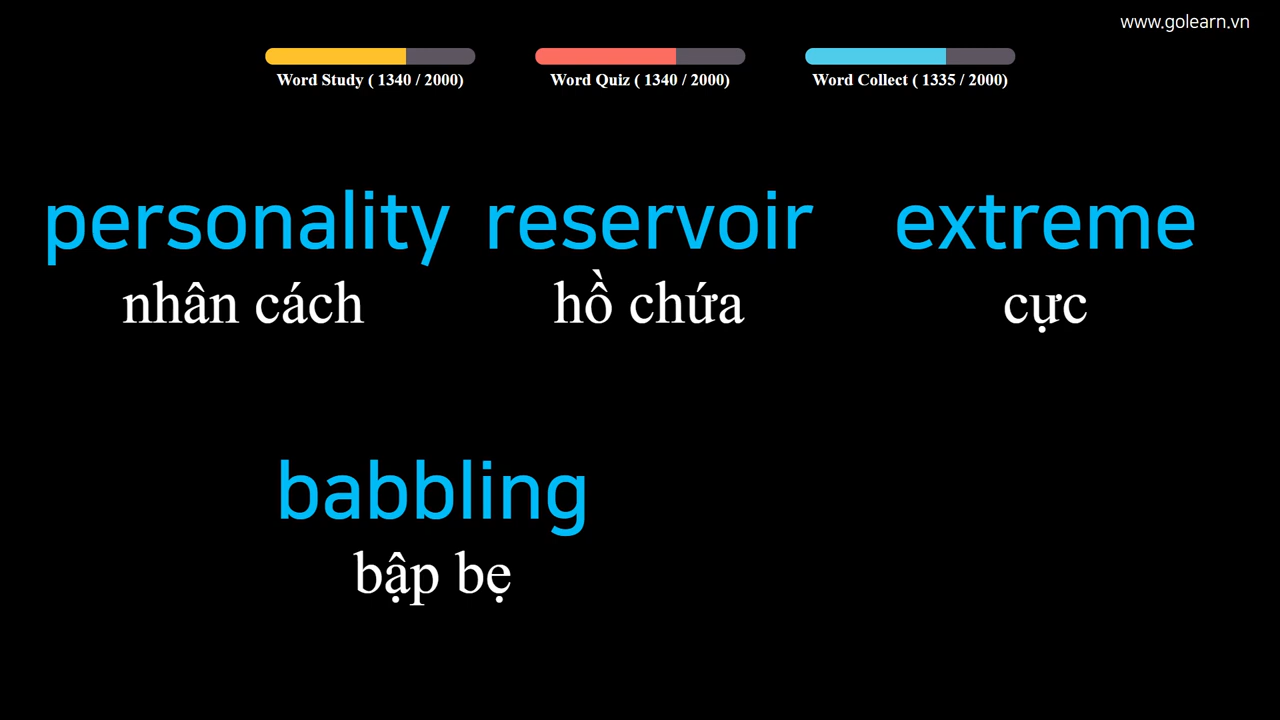 www.golearn.vn
Word Study ( 1340 / 2000)
Word Quiz ( 1340 / 2000)
Word Collect ( 1335 / 2000)
personality
nhân cách
reservoir
hồ chứa
extreme
cực
babbling
bập bẹ